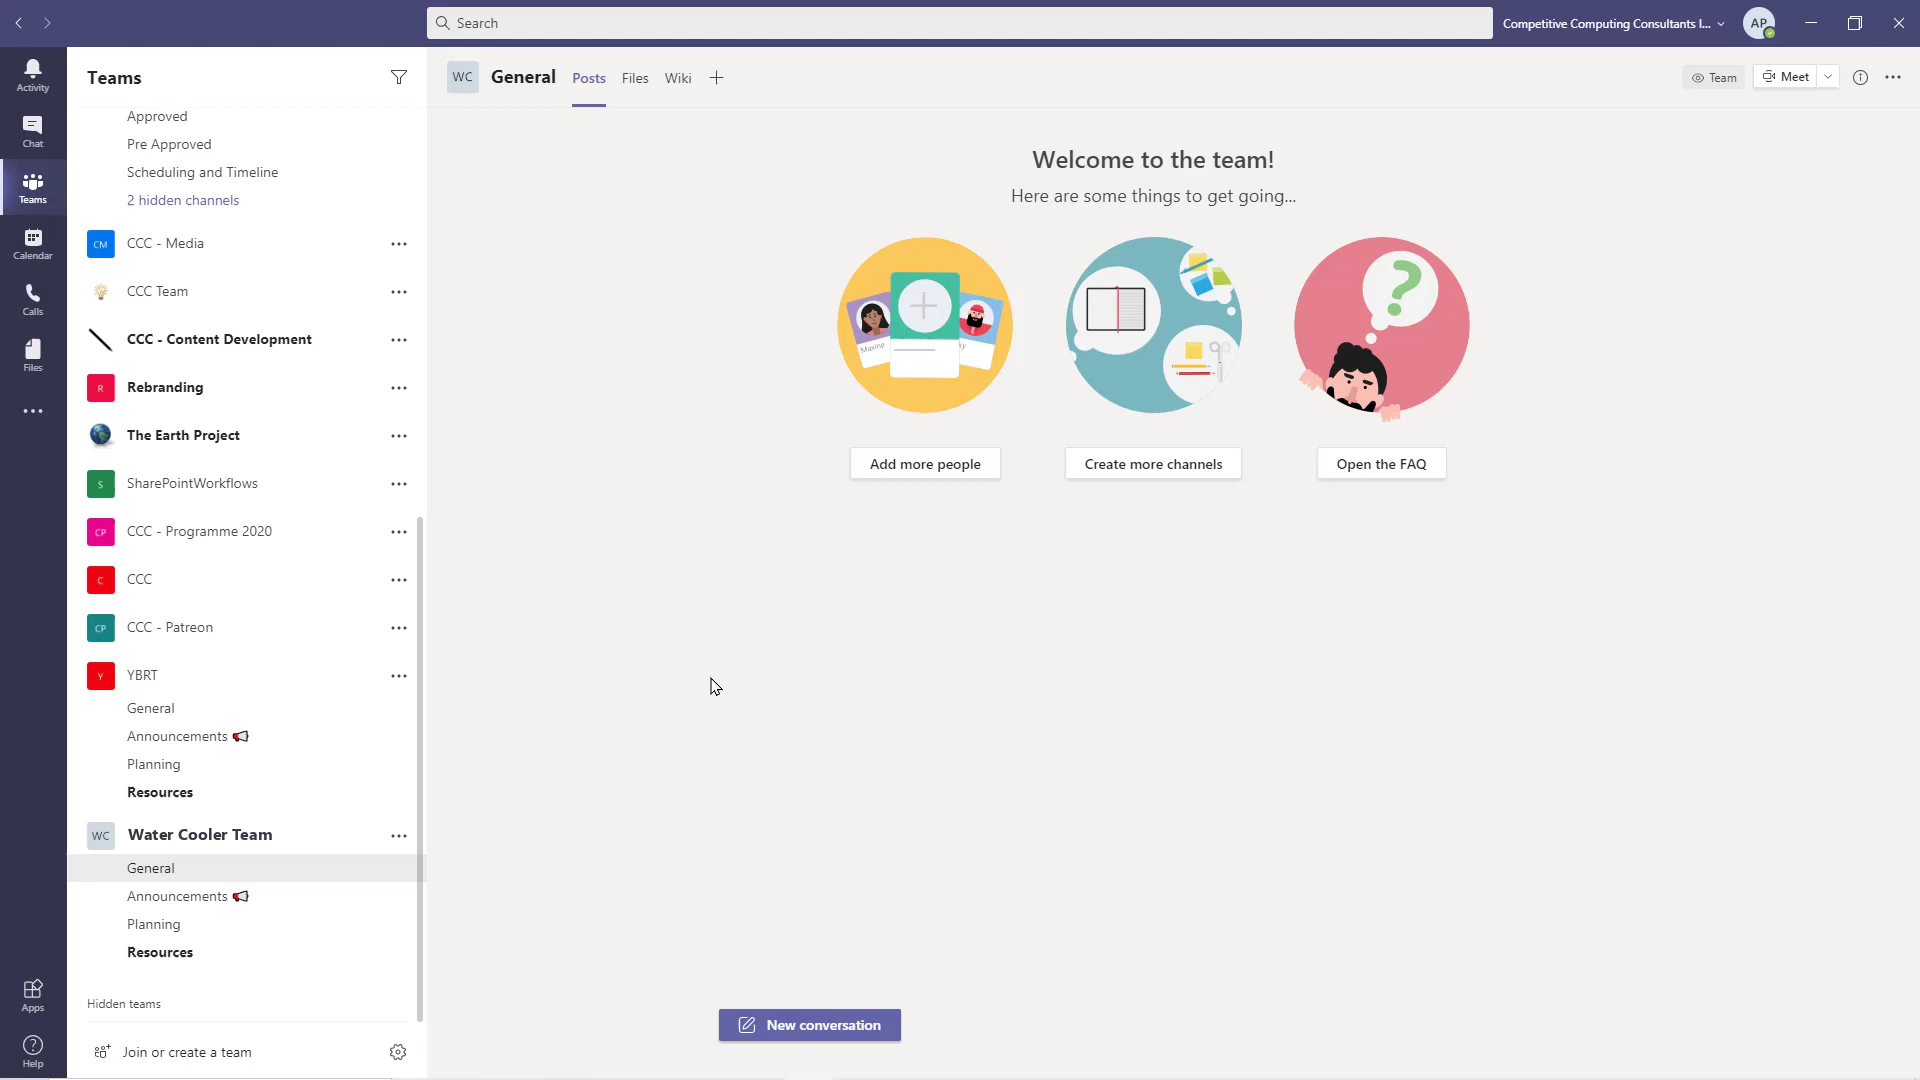 Search
Competitive Computing Consultants I...
AP
Activity
Chat
Teams
Calendar
Calls
Files
Apps
Help
Teams
Approved
Pre Approved
Scheduling and Timeline
2 hidden channels
CM CCC - Media
CCC Team
CCC - Content Development
R Rebranding
The Earth Project
S SharePointWorkflows
CP CCC - Programme 2020
C CCC
CP CCC - Patreon
Y YBRT
General
Announcements
Planning
Resources
WC Water Cooler Team
General
Announcements
Planning
Resources
Hidden teams
Join or create a team
WC General Posts Files Wiki
Team Meet
Welcome to the team!
Here are some things to get going...
Maxine
ky
Add more people
Create more channels
Open the FAQ
New conversation